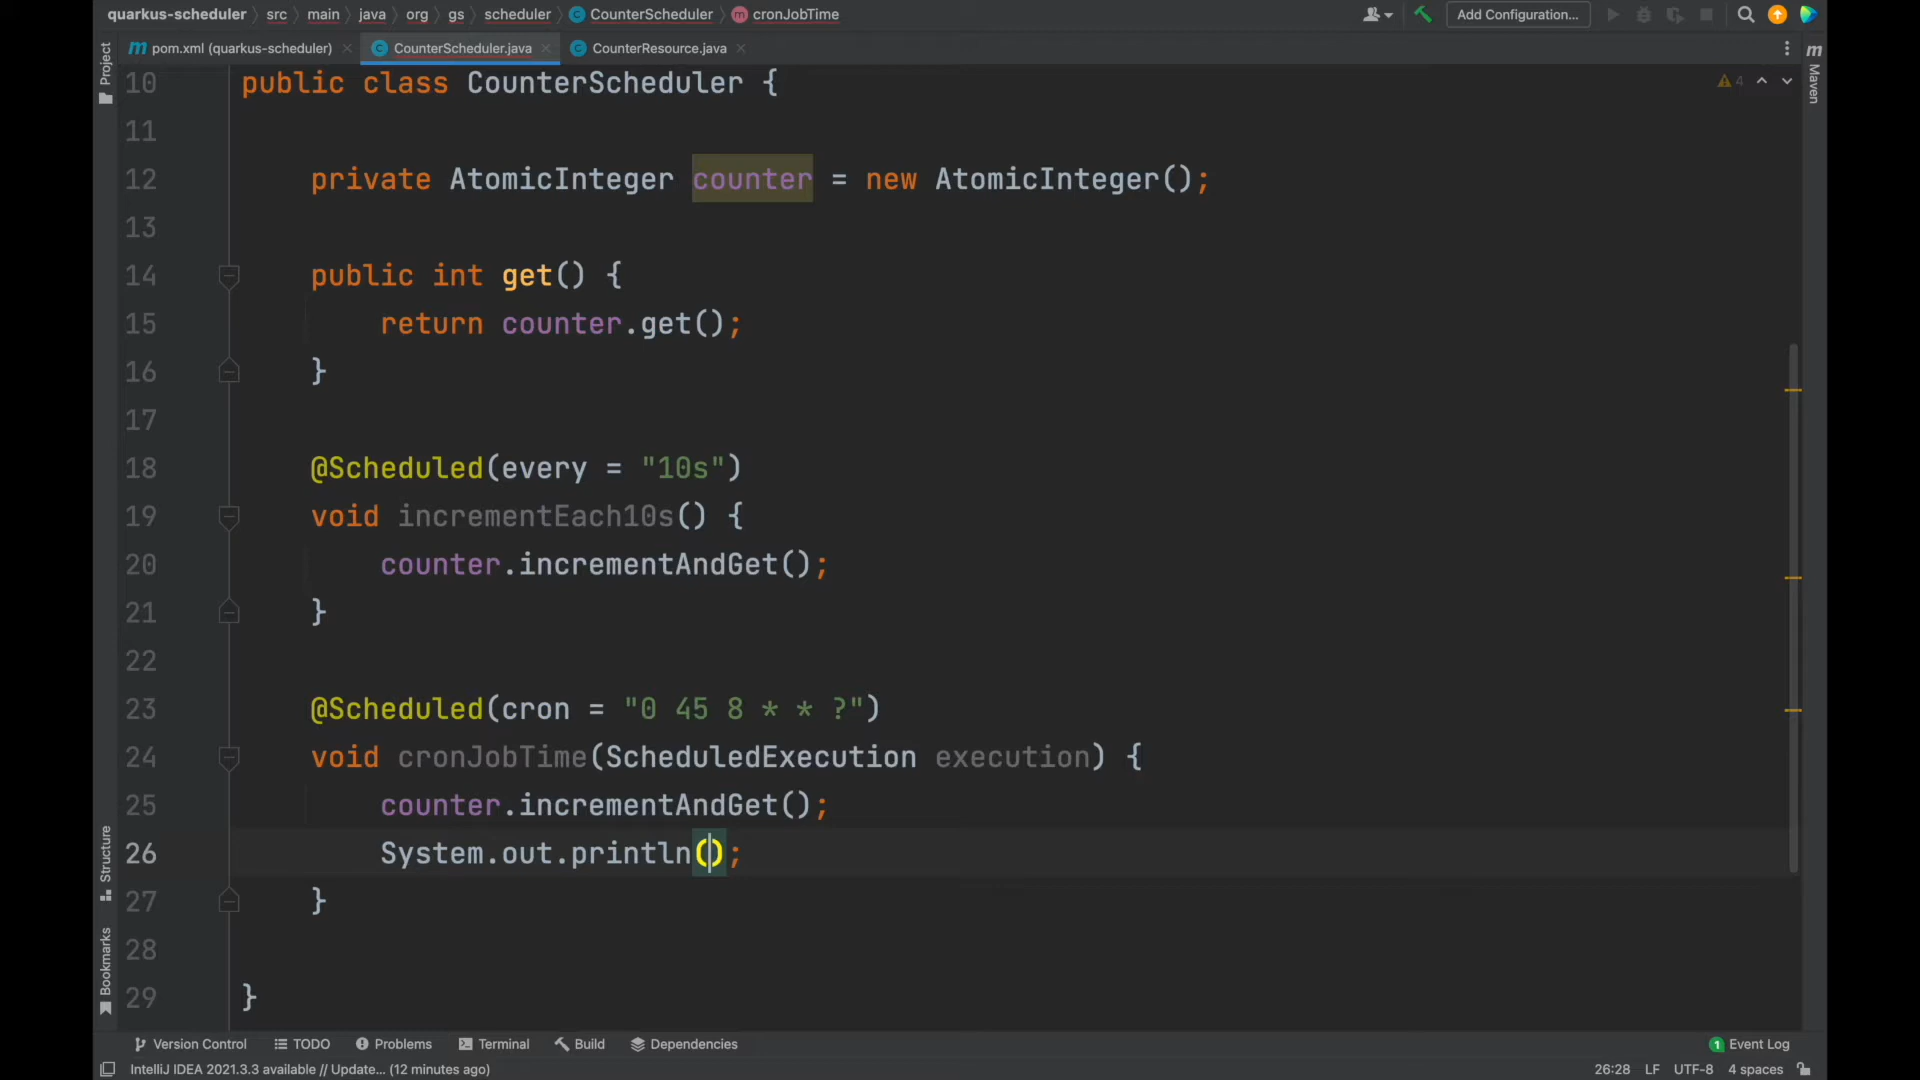 quarkus-scheduler src main java org gs scheduler CounterScheduler cronJobTime Add Configuration...
pom.xml (quarkus-scheduler) CounterScheduler.java CounterResource.java
Project
Maven
4
10 public class CounterScheduler {
11
12 private AtomicInteger counter = new AtomicInteger();
13
14 public int get() {
15 return counter.get();
16 }
17
18 @Scheduled(every = "10s")
19 void incrementEach10s() {
20 counter.incrementAndGet();
21 }
22
23 @Scheduled(cron = "0 45 8 * * ?")
24 void cronJobTime(ScheduledExecution execution) {
25 counter.incrementAndGet();
26 System.out.println();
27 }
28
29 }
Structure
Bookmarks
Version Control TODO Problems Terminal Build Dependencies 1 Event Log
IntelliJ IDEA 2021.3.3 available // Update... (12 minutes ago) 26:28 LF UTF-8 4 spaces